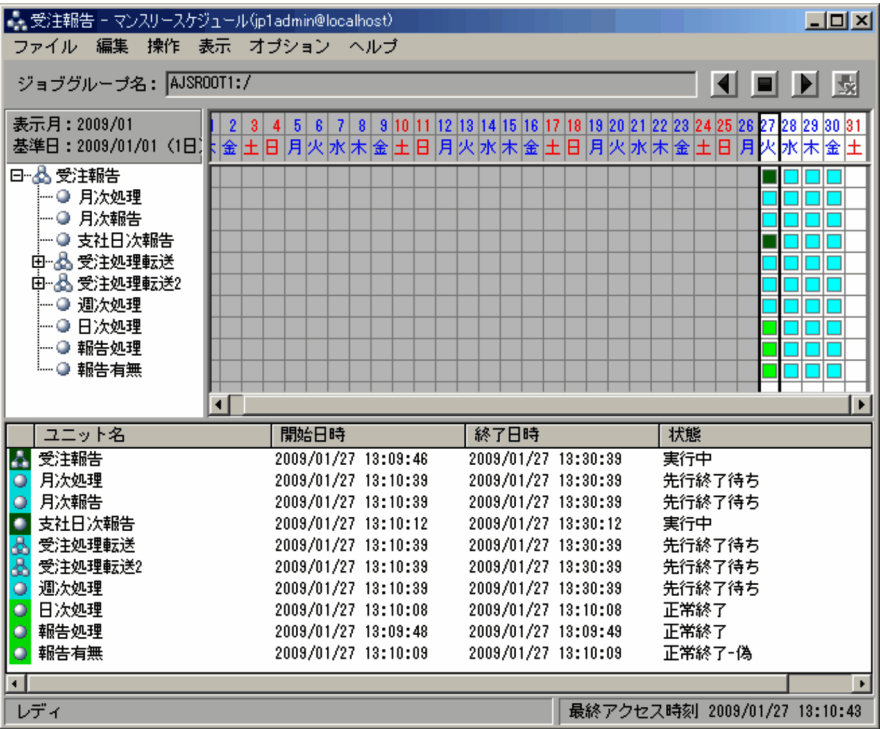 受注報告 - マンスリースケジュール(jp1admin@localhost)
ファイル 編集 操作 表示 オプション ヘルプ
ジョブグループ名: AJSROOT1:/
表示月:2009/01
基準日:2009/01/01 (1日)
2 3 4 5 6 7 8 9 10 11 12 13 14 15 16 17 18 19 20 21 22 23 24 25 26 27 28 29 30 31
金 土 日 月 火 水 木 金 土 日 月 火 水 木 金 土 日 月 火 水 木 金 土 日 月 火 水 木 金 土
受注報告
月次処理
月次報告
支社日次報告
受注処理転送
受注処理転送2
週次処理
日次処理
報告処理
報告有無
ユニット名 開始日時 終了日時 状態
受注報告 2009/01/27 13:09:46 2009/01/27 13:30:39 実行中
月次処理 2009/01/27 13:10:39 2009/01/27 13:30:39 先行終了待ち
月次報告 2009/01/27 13:10:39 2009/01/27 13:30:39 先行終了待ち
支社日次報告 2009/01/27 13:10:12 2009/01/27 13:30:12 実行中
受注処理転送 2009/01/27 13:10:39 2009/01/27 13:30:39 先行終了待ち
受注処理転送2 2009/01/27 13:10:39 2009/01/27 13:30:39 先行終了待ち
週次処理 2009/01/27 13:10:39 2009/01/27 13:30:39 先行終了待ち
日次処理 2009/01/27 13:10:08 2009/01/27 13:10:08 正常終了
報告処理 2009/01/27 13:09:48 2009/01/27 13:09:49 正常終了
報告有無 2009/01/27 13:10:09 2009/01/27 13:10:09 正常終了-偽
レディ 最終アクセス時刻 2009/01/27 13:10:43